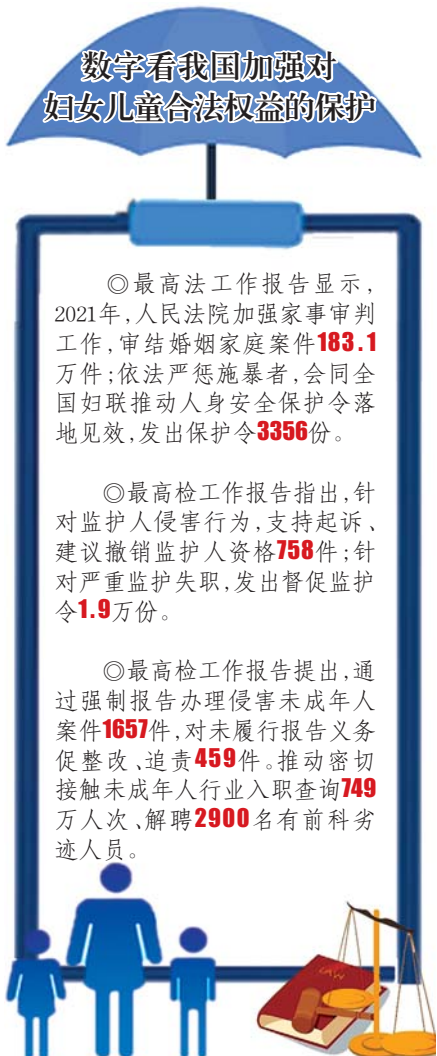 数字看我国加强对
妇女儿童合法权益的保护
◎最高法工作报告显示，
2021年，人民法院加强家事审判
工作，审结婚姻家庭案件183.1
万件；依法严惩施暴者，会同全
国妇联推动人身安全保护令落
地见效，发出保护令3356份。
◎最高检工作报告指出，针
对监护人侵害行为，支持起诉、
建议撤销监护人资格758件；针
对严重监护失职，发出督促监护
令1.9万份。
◎最高检工作报告提出，通
过强制报告办理侵害未成年人
案件1657件，对未履行报告义务
促整改、追责459件。推动密切
接触未成年人行业入职查询749
万人次、解聘2900名有前科劣
迹人员。
LAW